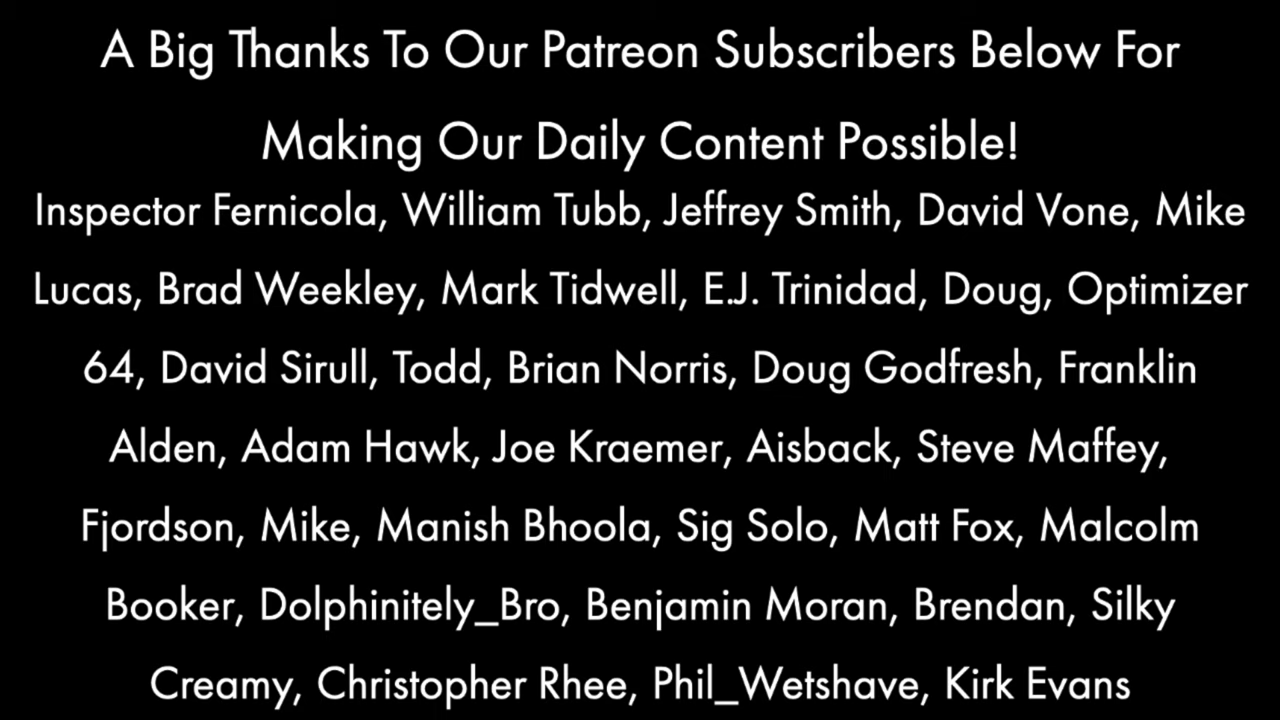 A Big Thanks To Our Patreon Subscribers Below For
Making Our Daily Content Possible!
Inspector Fernicola, William Tubb, Jeffrey Smith, David Vone, Mike
Lucas, Brad Weekley, Mark Tidwell, E.J. Trinidad, Doug, Optimizer
64, David Sirull, Todd, Brian Norris, Doug Godfresh, Franklin
Alden, Adam Hawk, Joe Kraemer, Aisback, Steve Maffey,
Fjordson, Mike, Manish Bhoola, Sig Solo, Matt Fox, Malcolm
Booker, Dolphinitely_Bro, Benjamin Moran, Brendan, Silky
Creamy, Christopher Rhee, Phil_Wetshave, Kirk Evans